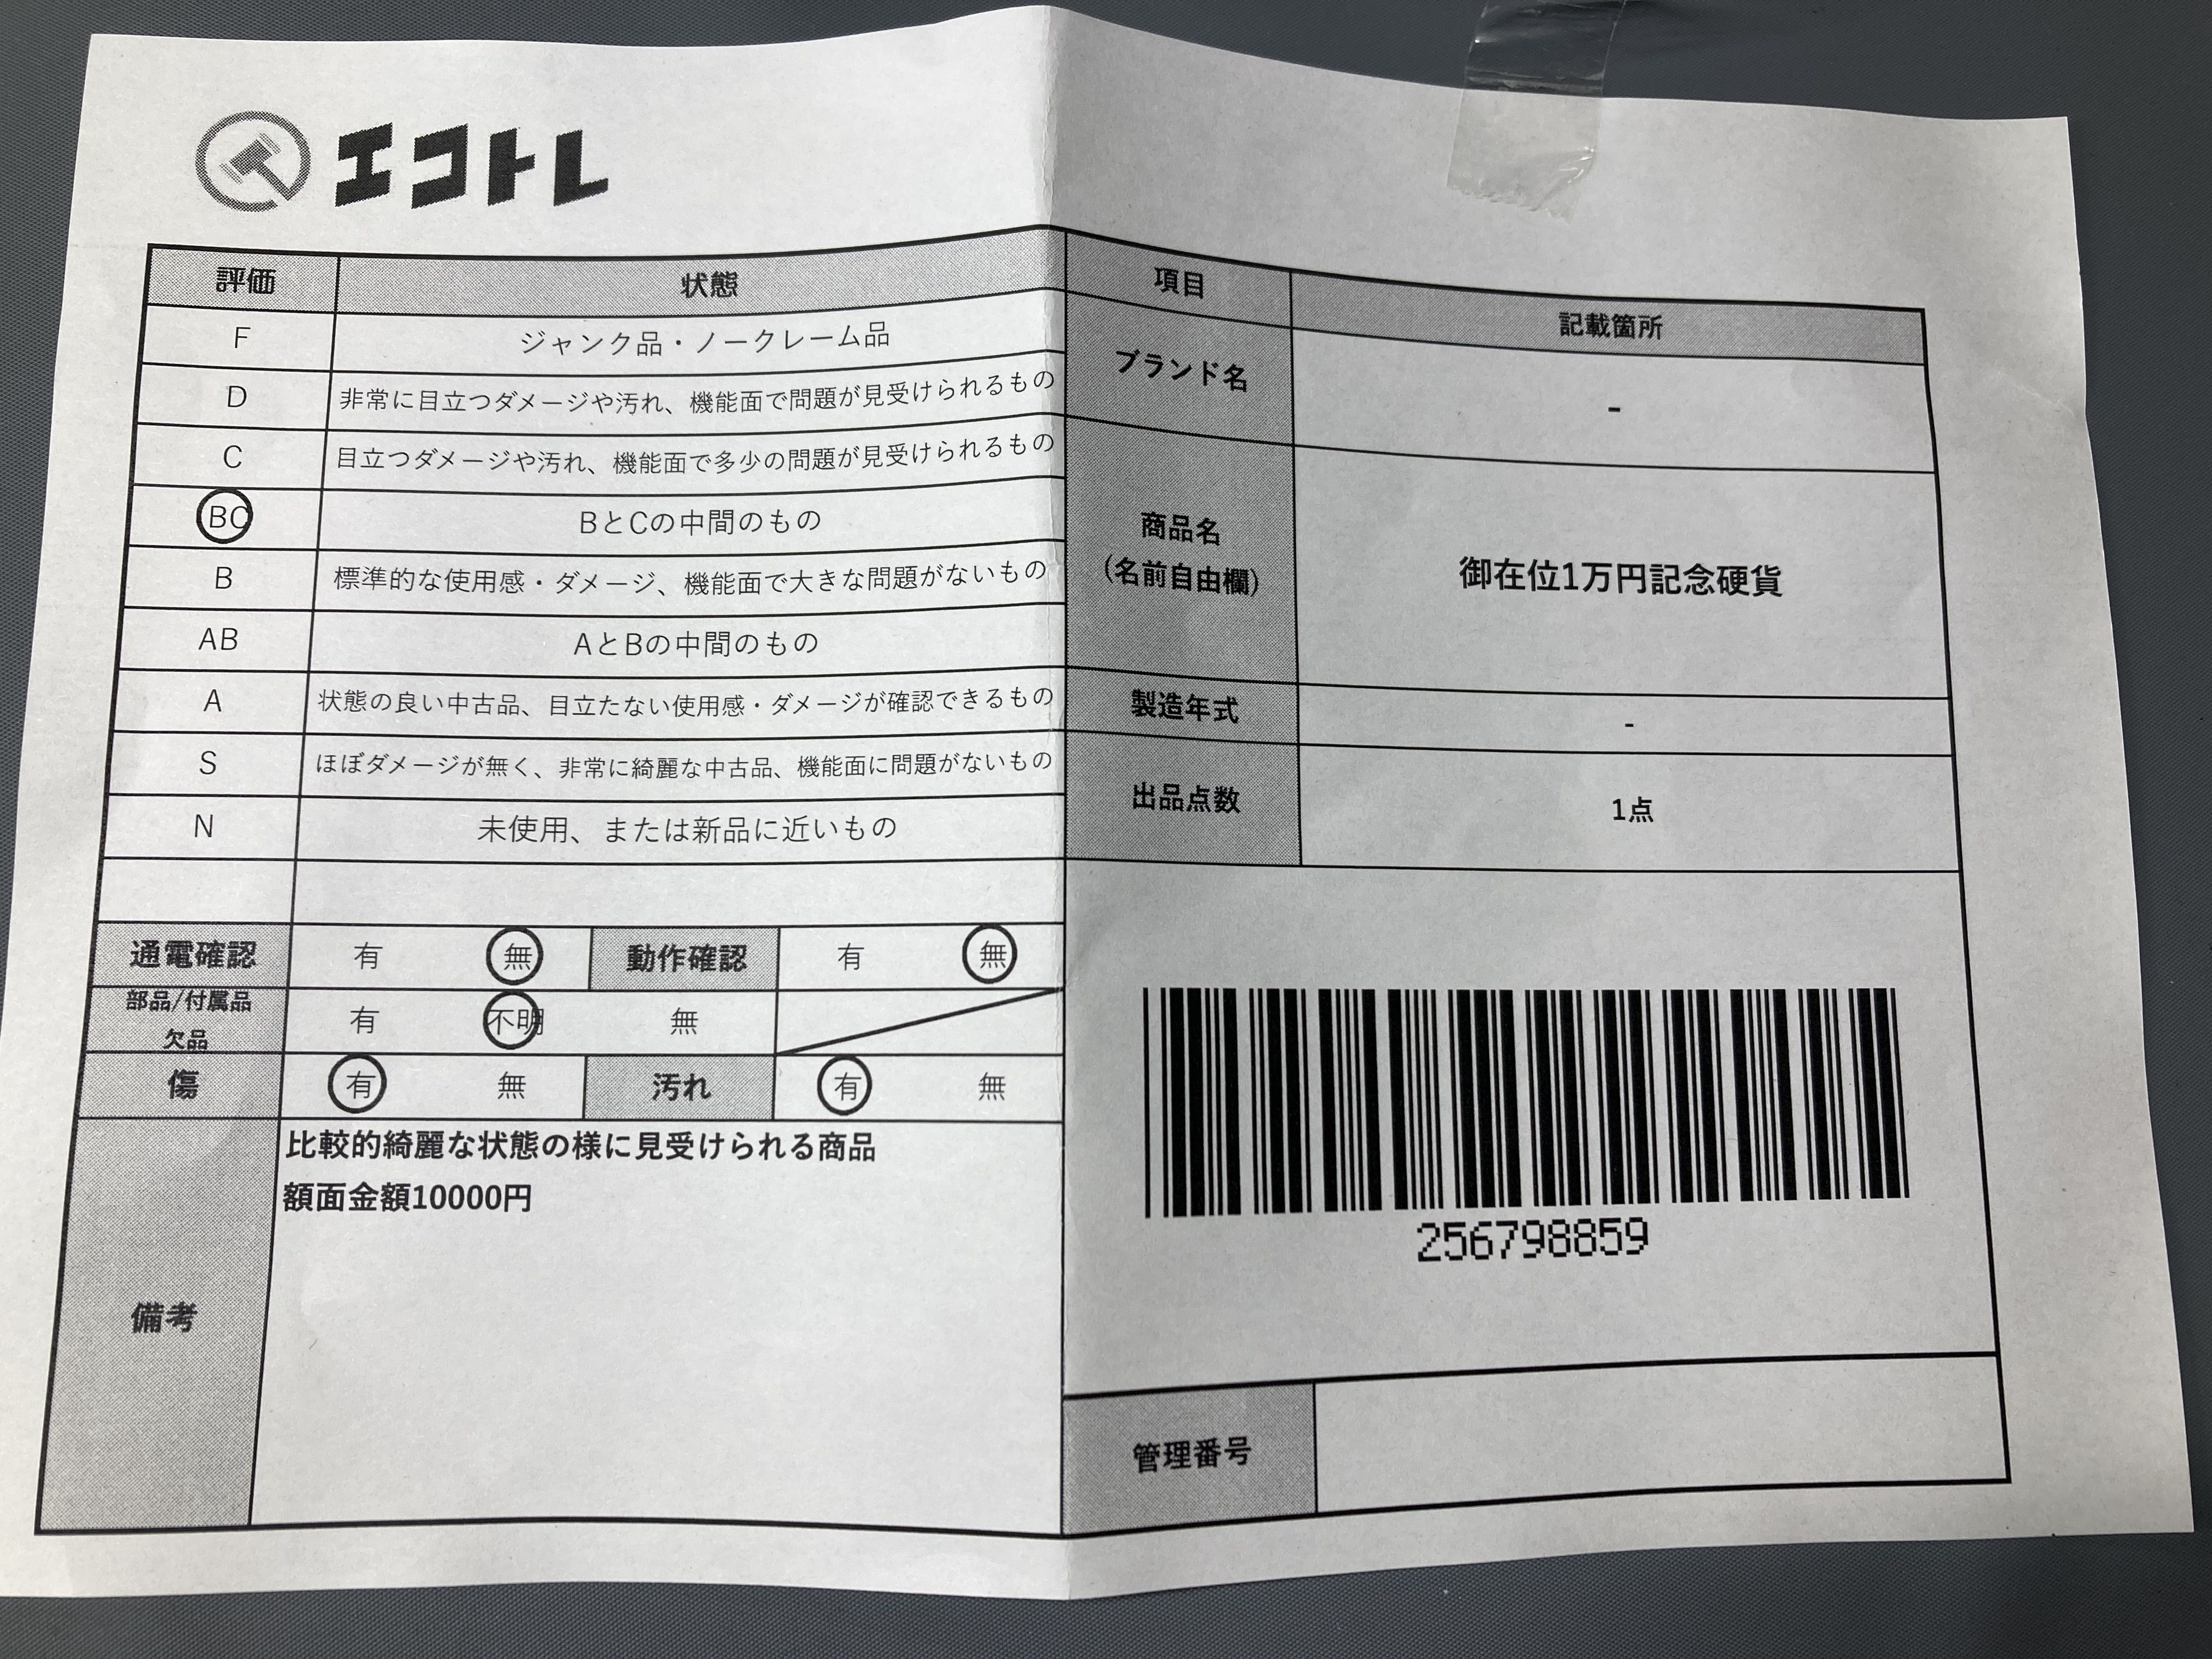 エコトレ
評価 状態
F ジャンク品・ノークレーム品
D 非常に目立つダメージや汚れ、機能面で問題が見受けられるもの
C 目立つダメージや汚れ、機能面で多少の問題が見受けられるもの
BC BとCの中間のもの
B 標準的な使用感・ダメージ、機能面で大きな問題がないもの
AB AとBの中間のもの
A 状態の良い中古品、目立たない使用感・ダメージが確認できるもの
S ほぼダメージが無く、非常に綺麗な中古品、機能面に問題がないもの
N 未使用、または新品に近いもの
通電確認 有 無 動作確認 有 無
部品/付属品
欠品 有 不明 無
傷 有 無 汚れ 有 無
備考
比較的綺麗な状態の様に見受けられる商品
額面金額10000円
項目 記載箇所
ブランド名 -
商品名
(名前自由欄)
御在位1万円記念硬貨
製造年式 -
出品点数 1点
256798859
管理番号